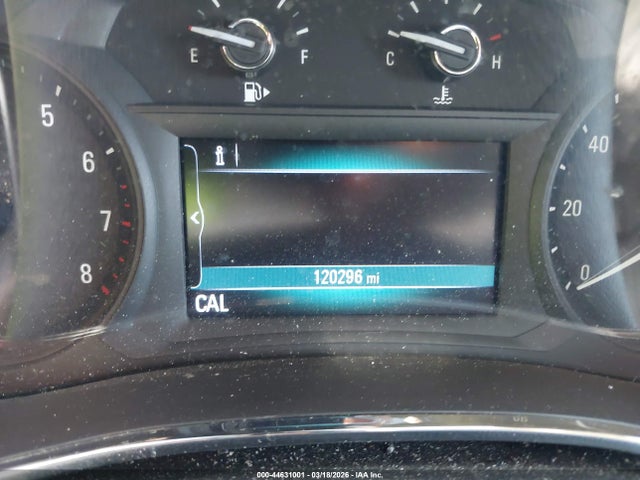 E F C H
5 6 7 8
i
120296 mi
CAL
40 20 0
000-44631001 | 03/18/2026 | IAA Inc.